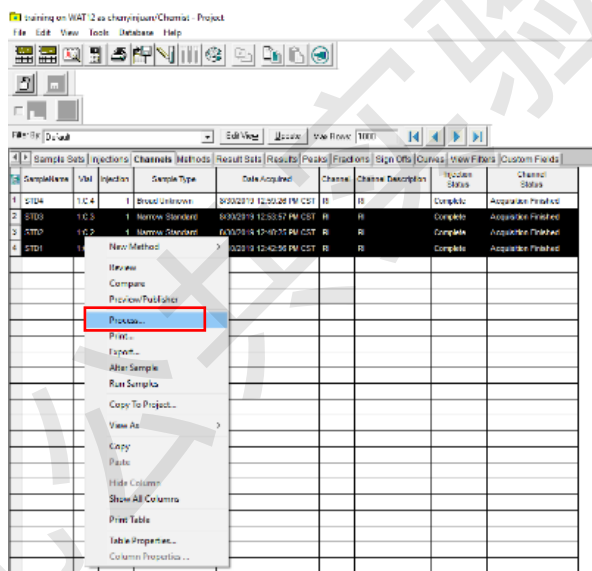 training on WAT12 as chenyinjuan/Chemist - Project
File Edit View Tools Database Help
Filter By: Default Edit View Update Max Rows: 1000
Sample Sets Injections Channels Methods Result Sets Results Peaks Fractions Sign Offs Curves View Filters Custom Fields
SampleName Vial Injection Sample Type Date Acquired Channel Channel Description Injection Status Channel Status
1 STD4 1:C.4 1 Broad Unknown 8/30/2019 12:59:26 PM CST RI RI Complete Acquisition Finished
2 STD3 1:C.3 1 Narrow Standard 8/30/2019 12:53:57 PM CST RI RI Complete Acquisition Finished
3 STD2 1:C.2 1 Narrow Standard 8/30/2019 PM CST RI RI Complete Acquisition Finished
4 STD1 2019 12:42:56 PM CST RI RI Complete Acquisition Finished
New Method
Review
Compare
Preview/Publisher
Process...
Print...
Export...
Alter Sample
Run Samples
Copy To Project...
View As
Copy
Paste
Hide Column
Show All Columns
Print Table
Table Properties...
Column Properties ...